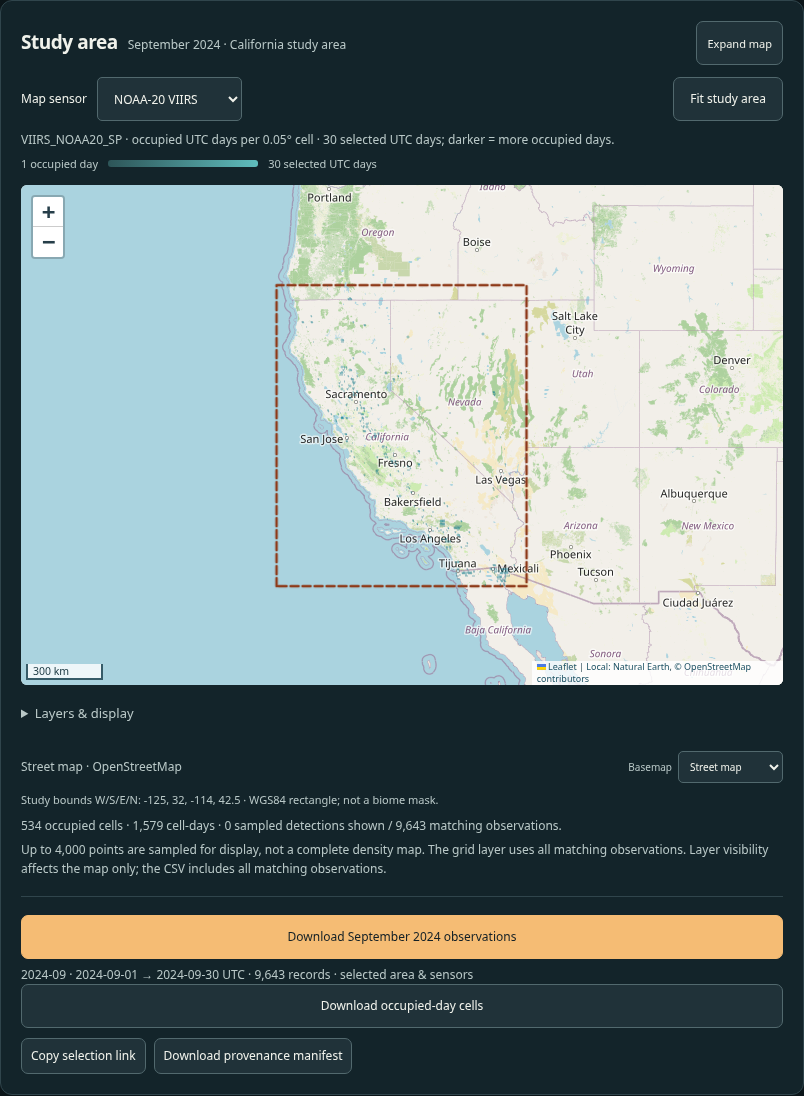 Study area September 2024 · California study area
Expand map
Map sensor NOAA-20 VIIRS
Fit study area
VIIRS_NOAA20_SP · occupied UTC days per 0.05° cell · 30 selected UTC days; darker = more occupied days.
1 occupied day 30 selected UTC days
+
−
Idaho
Portland
Oregon
Boise
Wyoming
Salt Lake
City
Denver
Utah
Colorado
Sacramento
Nevada
San Jose
California
Fresno
Las Vegas
Bakersfield
Albuquerque
Arizona
New Mexico
Los Angeles
Phoenix
Tijuana
Mexicali
Tucson
Ciudad Juárez
Baja California
Sonora
300 km
Leaflet | Local: Natural Earth, © OpenStreetMap
contributors
Layers & display
Street map · OpenStreetMap
Basemap Street map
Study bounds W/S/E/N: -125, 32, -114, 42.5 · WGS84 rectangle; not a biome mask.
534 occupied cells · 1,579 cell-days · 0 sampled detections shown / 9,643 matching observations.
Up to 4,000 points are sampled for display, not a complete density map. The grid layer uses all matching observations. Layer visibility
affects the map only; the CSV includes all matching observations.
Download September 2024 observations
2024-09 · 2024-09-01 → 2024-09-30 UTC · 9,643 records · selected area & sensors
Download occupied-day cells
Copy selection link
Download provenance manifest